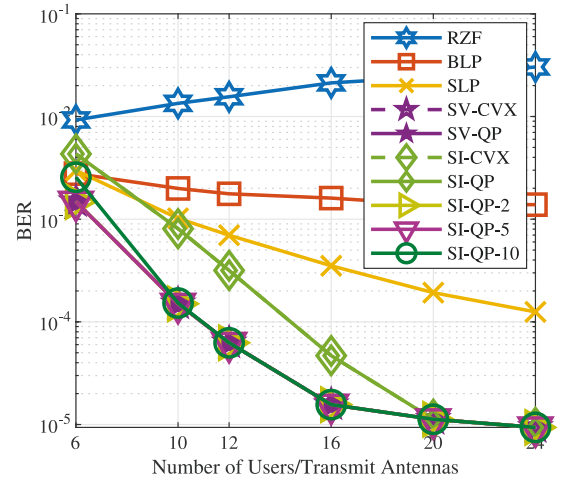 10^-1
10^-2
10^-3
10^-4
10^-5
BER
RZF
BLP
SLP
SV-CVX
SV-QP
SI-CVX
SI-QP
SI-QP-2
SI-QP-5
SI-QP-10
6 10 12 16 20 24
Number of Users/Transmit Antennas